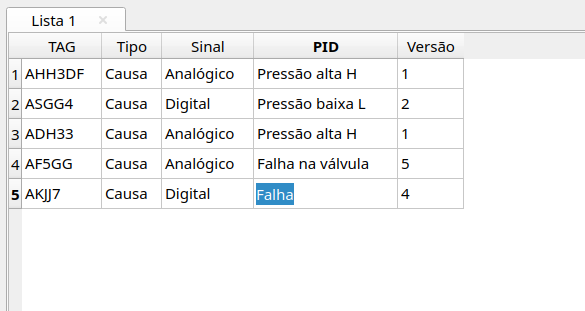 Lista 1 ×
TAG Tipo Sinal PID Versão
1 AHH3DF Causa Analógico Pressão alta H 1
2 ASGG4 Causa Digital Pressão baixa L 2
3 ADH33 Causa Analógico Pressão alta H 1
4 AF5GG Causa Analógico Falha na válvula 5
5 AKJJ7 Causa Digital Falha 4